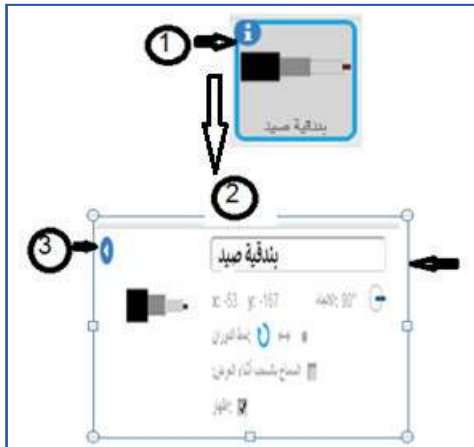 1
بندقية صيد
2
3
بندقية صيد
x: -53 y: -167 الاتجاه: 90°
نمط الدوران:
السماح بالسحب أثناء العرض:
إظهار: